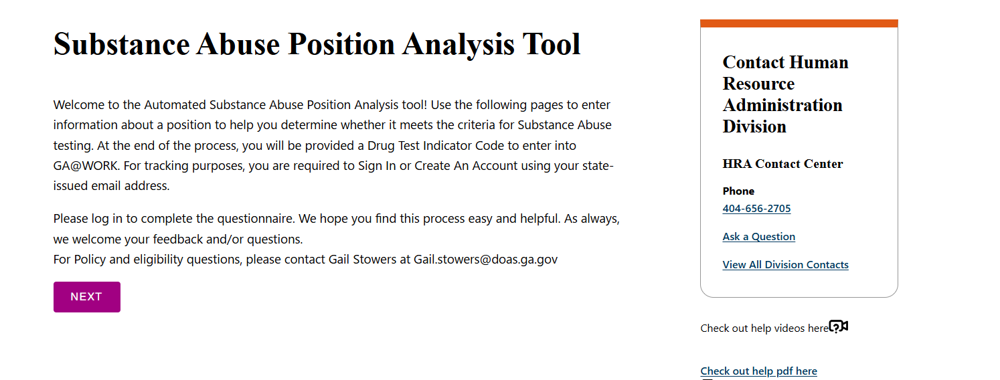 Substance Abuse Position Analysis Tool
Welcome to the Automated Substance Abuse Position Analysis tool! Use the following pages to enter
information about a position to help you determine whether it meets the criteria for Substance Abuse
testing. At the end of the process, you will be provided a Drug Test Indicator Code to enter into
GA@WORK. For tracking purposes, you are required to Sign In or Create An Account using your state-
issued email address.
Please log in to complete the questionnaire. We hope you find this process easy and helpful. As always,
we welcome your feedback and/or questions.
For Policy and eligibility questions, please contact Gail Stowers at Gail.stowers@doas.ga.gov
NEXT
Contact Human
Resource
Administration
Division
HRA Contact Center
Phone
404-656-2705
Ask a Question
View All Division Contacts
Check out help videos here
Check out help pdf here